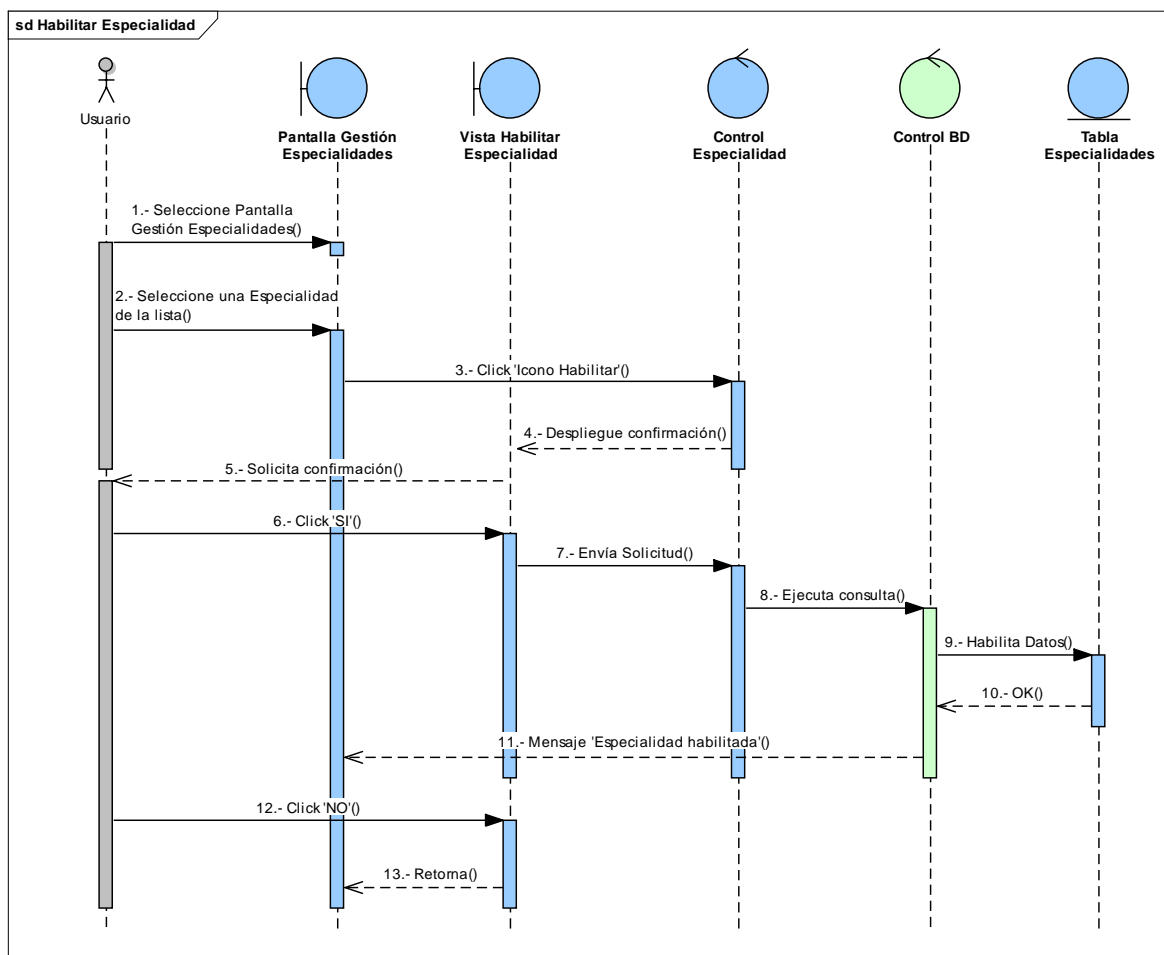 sd Habilitar Especialidad
Usuario
Pantalla Gestión
Especialidades
Vista Habilitar
Especialidad
Control
Especialidad
Control BD
Tabla
Especialidades
1.- Seleccione Pantalla
Gestión Especialidades()
2.- Seleccione una Especialidad
de la lista()
3.- Click 'Icono Habilitar'()
4.- Despliegue confirmación()
5.- Solicita confirmación()
6.- Click 'SI'()
7.- Envía Solicitud()
8.- Ejecuta consulta()
9.- Habilita Datos()
10.- OK()
11.- Mensaje 'Especialidad habilitada'()
12.- Click 'NO'()
13.- Retorna()